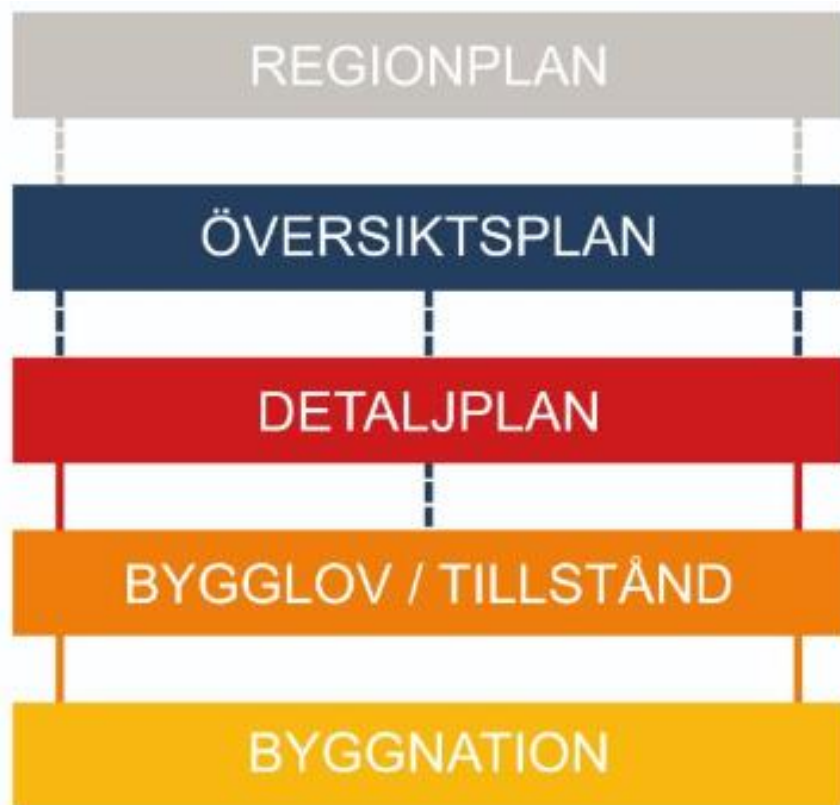 REGIONPLAN
ÖVERSIKTSPLAN
DETALJPLAN
BYGGLOV / TILLSTÅND
BYGGNATION